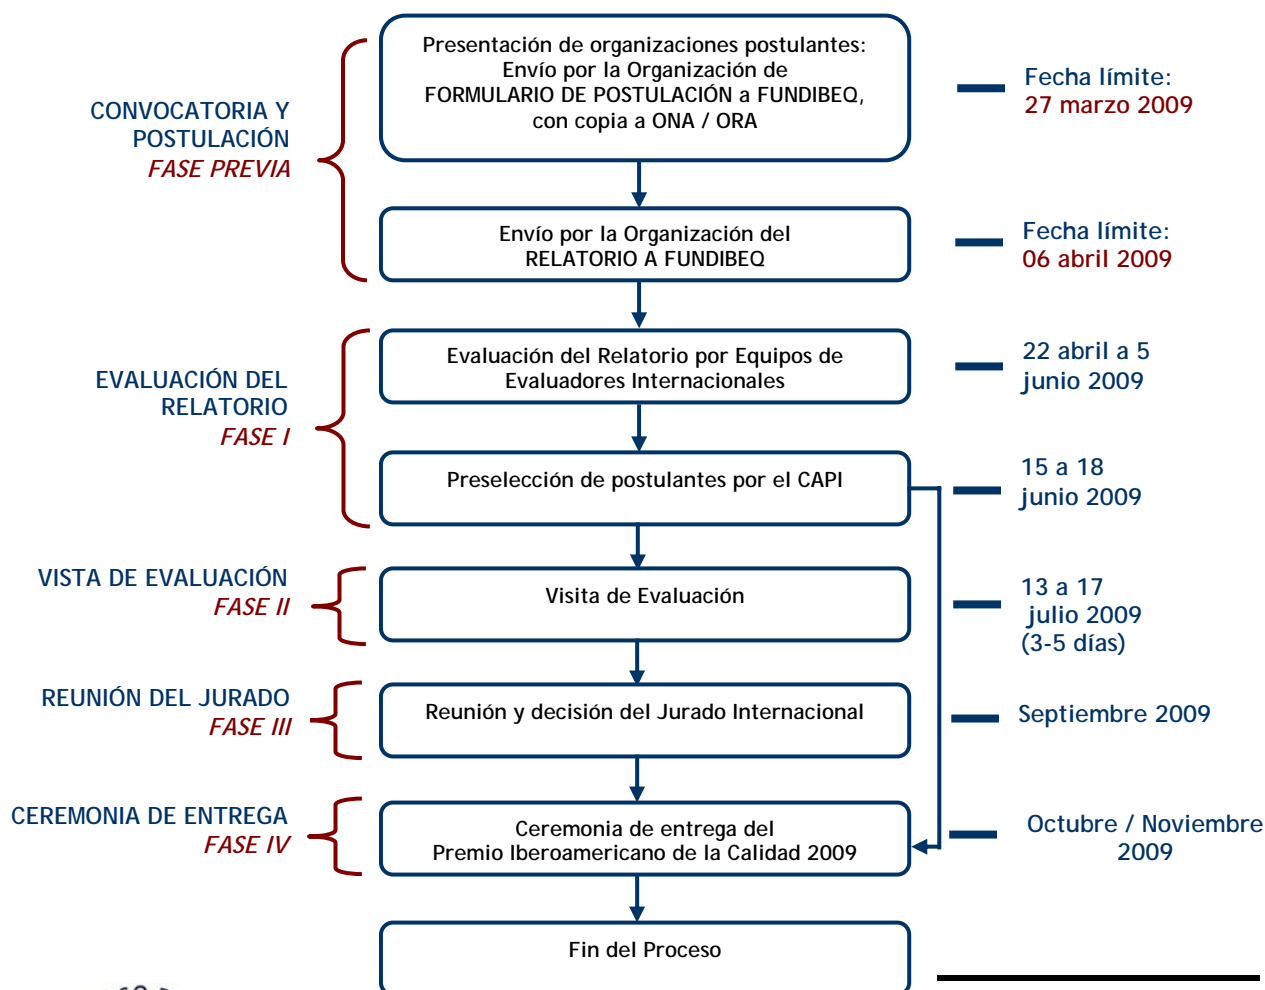 CONVOCATORIA Y
POSTULACIÓN
FASE PREVIA
Presentación de organizaciones postulantes:
Envío por la Organización de
FORMULARIO DE POSTULACIÓN a FUNDIBEQ,
con copia a ONA / ORA
Fecha límite:
27 marzo 2009
Envío por la Organización del
RELATORIO A FUNDIBEQ
Fecha límite:
06 abril 2009
EVALUACIÓN DEL
RELATORIO
FASE I
Evaluación del Relatorio por Equipos de
Evaluadores Internacionales
22 abril a 5
junio 2009
Preselección de postulantes por el CAPI
15 a 18
junio 2009
VISTA DE EVALUACIÓN
FASE II
Visita de Evaluación
13 a 17
julio 2009
(3-5 días)
REUNIÓN DEL JURADO
FASE III
Reunión y decisión del Jurado Internacional
Septiembre 2009
CEREMONIA DE ENTREGA
FASE IV
Ceremonia de entrega del
Premio Iberoamericano de la Calidad 2009
Octubre / Noviembre
2009
Fin del Proceso